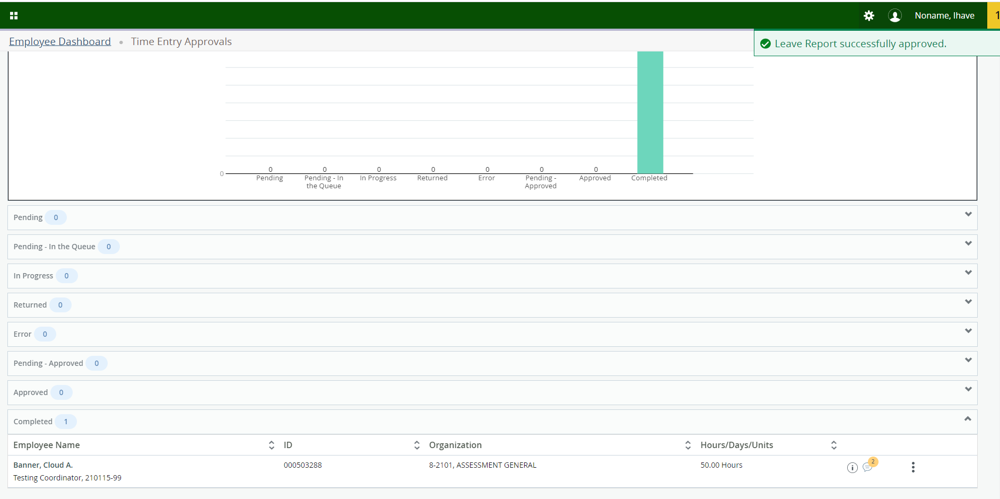 Noname, Ihave
1
Employee Dashboard • Time Entry Approvals
Leave Report successfully approved.
0 0 0 0 0 0 0
0
Pending Pending - In the Queue In Progress Returned Error Pending - Approved Approved Completed
Pending 0
Pending - In the Queue 0
In Progress 0
Returned 0
Error 0
Pending - Approved 0
Approved 0
Completed 1
Employee Name ID Organization Hours/Days/Units
Banner, Cloud A. 000503288 8-2101, ASSESSMENT GENERAL 50.00 Hours 2
Testing Coordinator, 210115-99